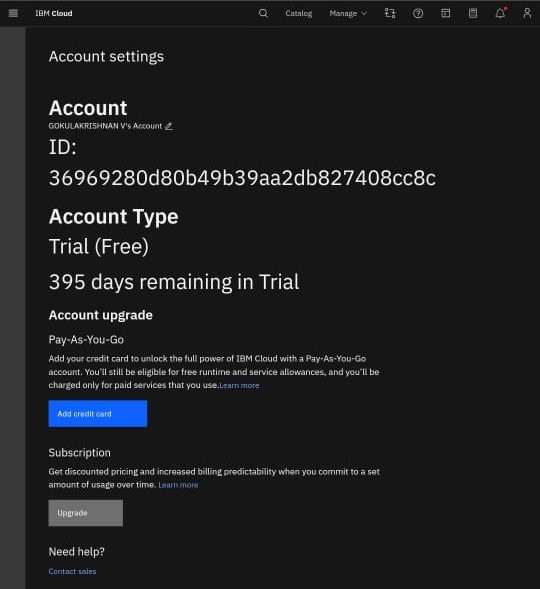 IBM Cloud
Catalog
Manage
Account settings
Account
GOKULAKRISHNAN V's Account
ID:
36969280d80b49b39aa2db827408cc8c
Account Type
Trial (Free)
395 days remaining in Trial
Account upgrade
Pay-As-You-Go
Add your credit card to unlock the full power of IBM Cloud with a Pay-As-You-Go
account. You'll still be eligible for free runtime and service allowances, and you'll be
charged only for paid services that you use.Learn more
Add credit card
Subscription
Get discounted pricing and increased billing predictability when you commit to a set
amount of usage over time. Learn more
Upgrade
Need help?
Contact sales